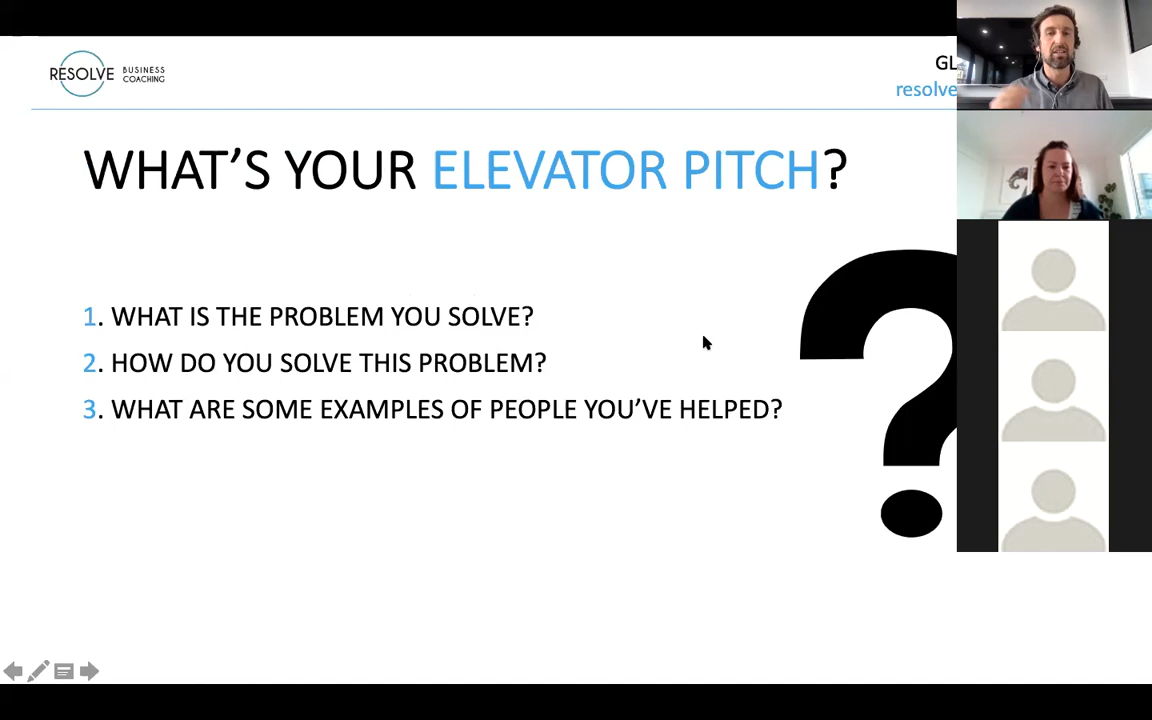 RESOLVE BUSINESS
COACHING
GL
resolve
WHAT’S YOUR ELEVATOR PITCH?
1. WHAT IS THE PROBLEM YOU SOLVE?
2. HOW DO YOU SOLVE THIS PROBLEM?
3. WHAT ARE SOME EXAMPLES OF PEOPLE YOU’VE HELPED?
?